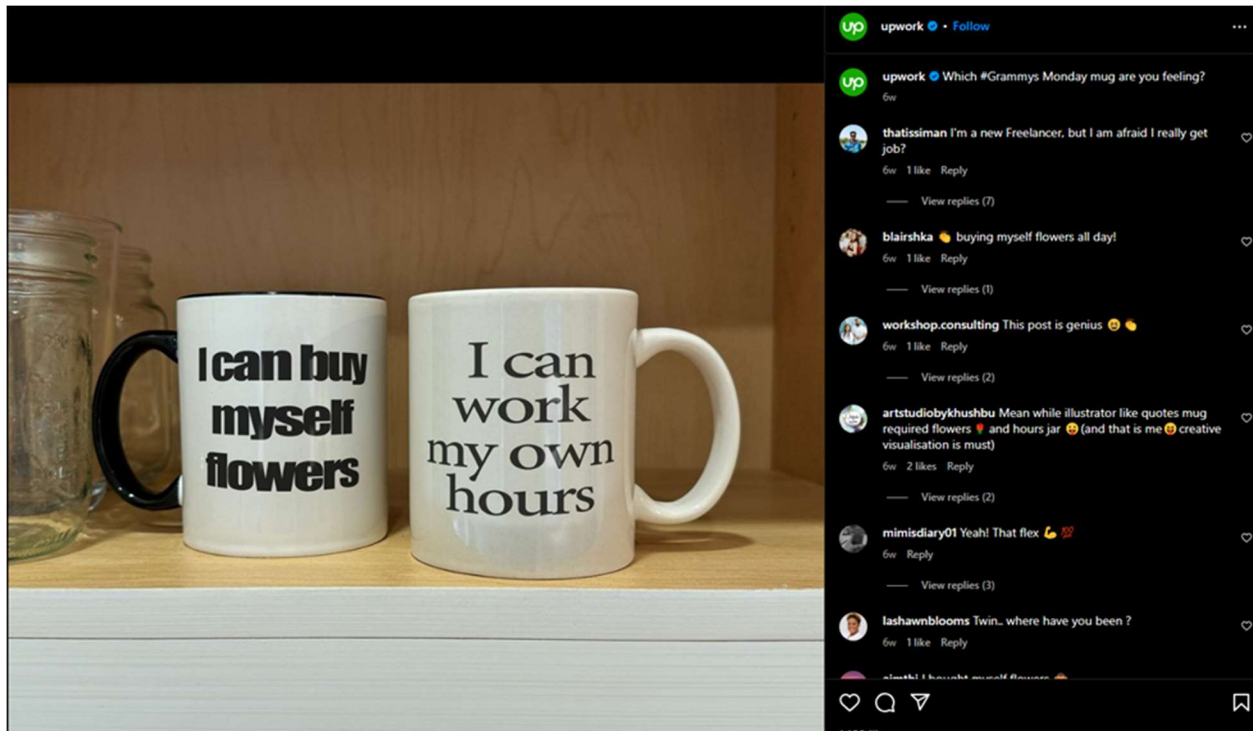 I can buy
myself
flowers
I can
work
my own
hours
up
upwork • Follow
up
upwork Which #Grammys Monday mug are you feeling?
6w
thatissiman I'm a new Freelancer, but I am afraid I really get
job?
6w 1 like Reply
View replies (7)
blairshka 👏 buying myself flowers all day!
6w 1 like Reply
View replies (1)
workshop.consulting This post is genius 😆 👏
6w 1 like Reply
View replies (2)
artstudiobykhushbu Mean while illustrator like quotes mug
required flowers 🌹 and hours jar 😛 (and that is me 😝 creative
visualisation is must)
6w 2 likes Reply
View replies (2)
mimisdiary01 Yeah! That flex 💪 💯
6w Reply
View replies (3)
lashawnblooms Twin.. where have you been ?
6w 1 like Reply
I bought myself flowers